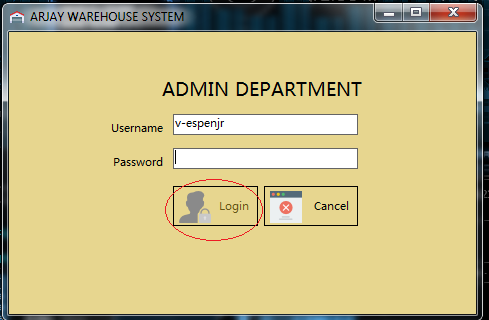 ARJAY WAREHOUSE SYSTEM
ADMIN DEPARTMENT
Username v-espenjr
Password
Login Cancel